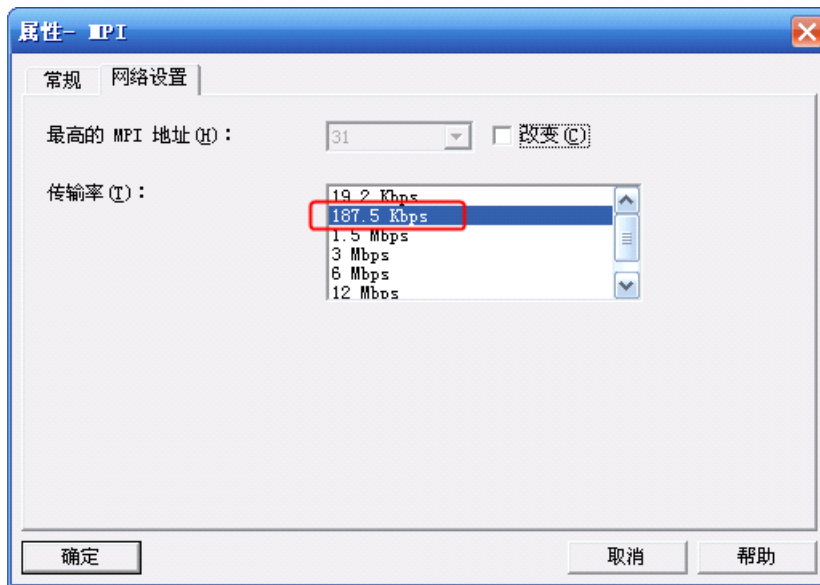 属性- MPI
常规 网络设置
最高的 MPI 地址(H): 31 改变(C)
传输率(T):
19.2 Kbps
187.5 Kbps
1.5 Mbps
3 Mbps
6 Mbps
12 Mbps
确定 取消 帮助